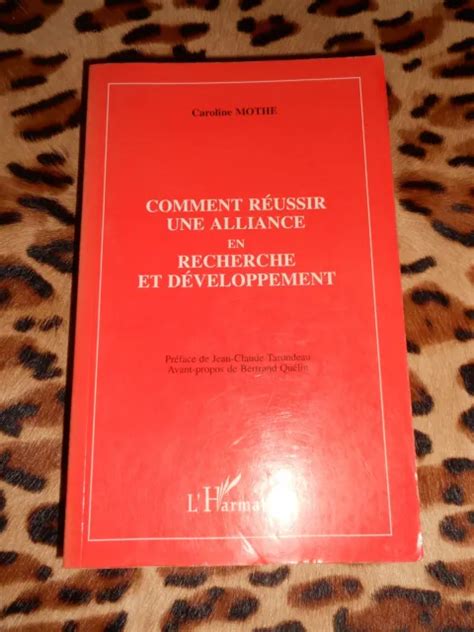 Caroline MOTHE
COMMENT RÉUSSIR
UNE ALLIANCE
EN
RECHERCHE
ET DÉVELOPPEMENT
Préface de Jean-Claude Tarondeau
Avant-propos de Bertrand Quélin
L'Harma